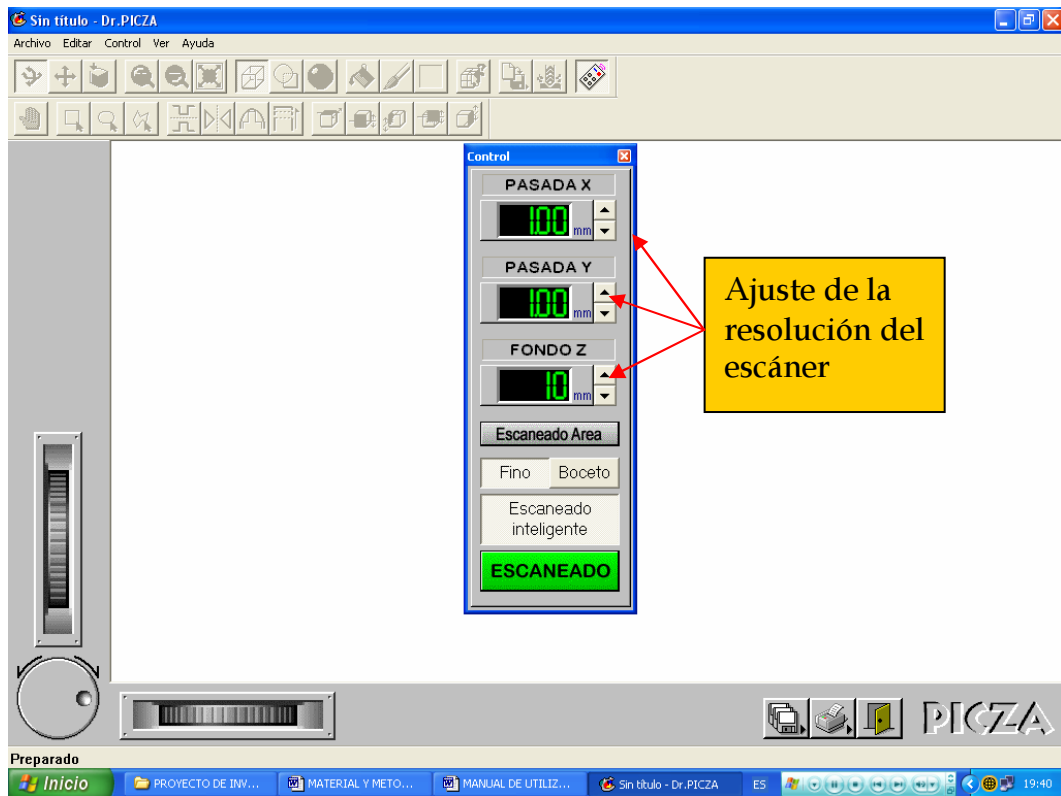 Sin título - Dr.PICZA
Archivo Editar Control Ver Ayuda
Control
PASADA X
1.00 mm
PASADA Y
1.00 mm
FONDO Z
10 mm
Escaneado Area
Fino Boceto
Escaneado
inteligente
ESCANEADO
Ajuste de la
resolución del
escáner
PICZA
Preparado
Inicio PROYECTO DE INV... MATERIAL Y METO... MANUAL DE UTILIZ... Sin título - Dr.PICZA ES 19:40